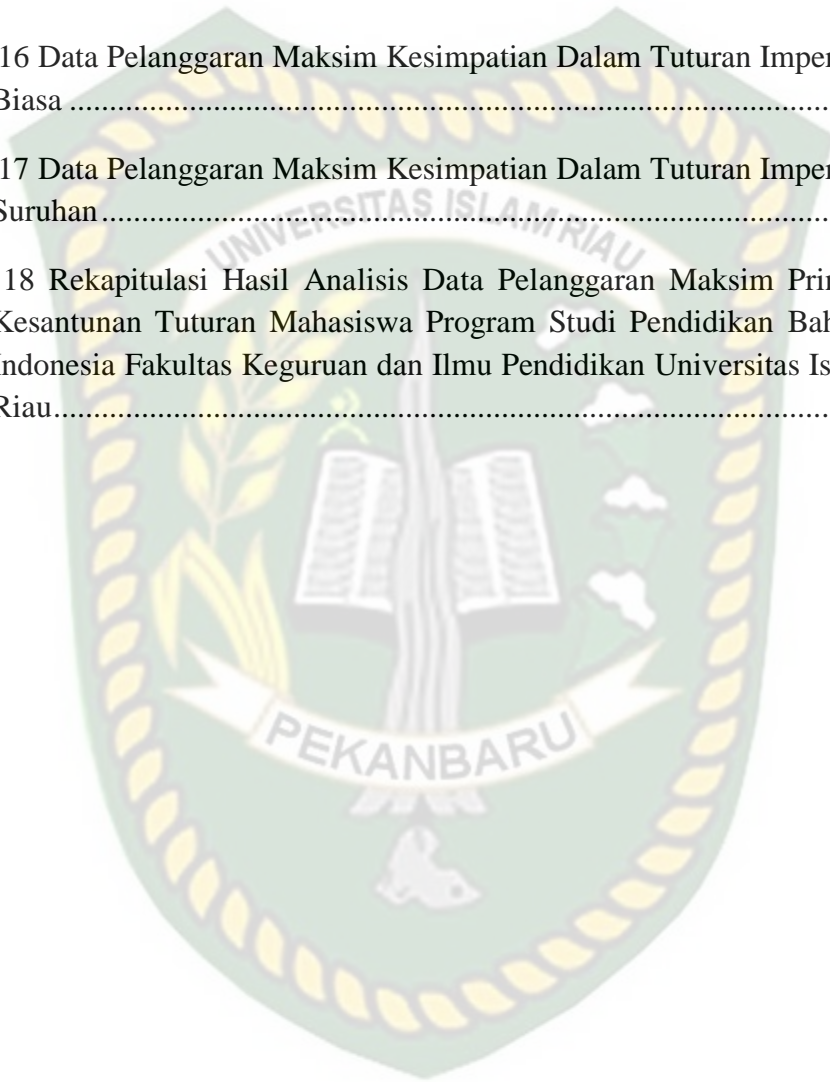 16 Data Pelanggaran Maksim Kesimpatian Dalam Tuturan Imper
Biasa ................................................................................................
17 Data Pelanggaran Maksim Kesimpatian Dalam Tuturan Imper
Suruhan ............................................................................................
UNIVERSITAS ISLAM RIAU
18 Rekapitulasi Hasil Analisis Data Pelanggaran Maksim Prin
Kesantunan Tuturan Mahasiswa Program Studi Pendidikan Bah
Indonesia Fakultas Keguruan dan Ilmu Pendidikan Universitas Is
Riau..................................................................................................
PEKANBARU